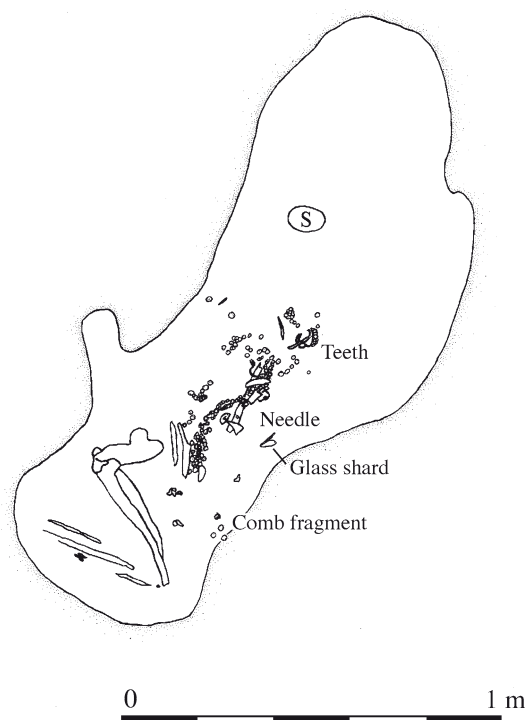 S
Teeth
Needle
Glass shard
Comb fragment
0 1 m